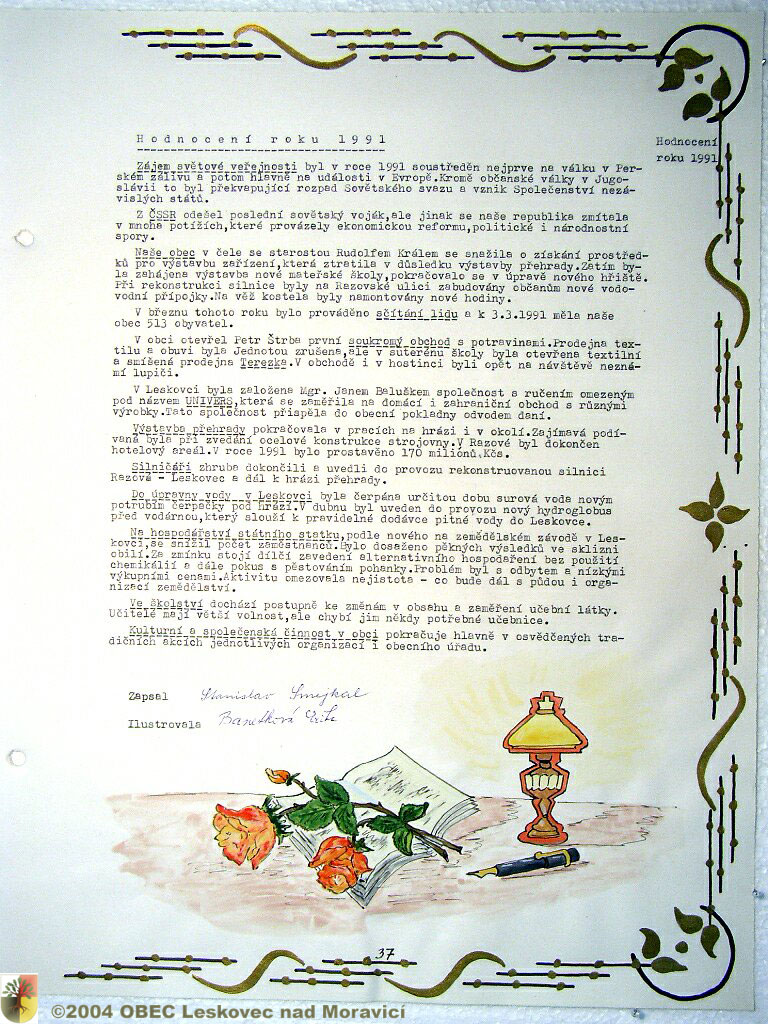 Hodnocení roku 1991
Hodnocení
roku 1991
Zájem světové veřejnosti byl v roce 1991 soustředěn nejprve na válku v Per-
ském zálivu a potom hlavně na události v Evropě.Kromě občanské války v Jugo-
slávii to byl překvapující rozpad Sovětského svazu a vznik Společenství nezá-
vislých států.
Z ČSSR odešel poslední sovětský voják,ale jinak se naše republika zmítala
v mnoha potížích,které provázely ekonomickou reformu,politické i národnostní
spory.
Naše obec v čele se starostou Rudolfem Králem se snažila o získání prostřed-
ků pro výstavbu zařízení,která ztratila v důsledku výstavby přehrady.Zatím by-
la zahájena výstavba nové mateřské školy,pokračovalo se v úpravě nového hřiště.
Při rekonstrukci silnice byly na Razovské ulici zabudovány občanům nové vodo-
vodní přípojky.Na věž kostela byly namontovány nové hodiny.
V březnu tohoto roku bylo prováděno sčítání lidu a k 3.3.1991 měla naše
obec 513 obyvatel.
V obci otevřel Petr Štrba první soukromý obchod s potravinami.Prodejna tex-
tilu a obuvi byla Jednotou zrušena,ale v suterénu školy byla otevřena textilní
a smíšená prodejna Terezka.V obchodě i v hostinci byli opět na návštěvě nezná-
mí lupiči.
V Leskovci byla založena Mgr. Janem Baluškem společnost s ručením omezeným
pod názvem UNIVERS,která se zaměřila na domácí i zahraniční obchod s různými
výrobky.Tato společnost přispěla do obecní pokladny odvodem daní.
Výstavba přehrady pokračovala v pracích na hrázi i v okolí.Zajímavá podí-
vaná byla při zvedání ocelové konstrukce strojovny.V Razové byl dokončen
hotelový areál.V roce 1991 bylo prostavěno 170 miliónů.Kčs.
Silničáři zhruba dokončili a uvedli do provozu rekonstruovanou silnici
Razová - Leskovec a dál k hrázi přehrady.
Do úpravny vody v Leskovci byla čerpána určitou dobu surová voda novým
potrubím čerpačky pod hrází.V dubnu byl uveden do provozu nový hydroglobus
před vodárnou,který slouží k pravidelné dodávce pitné vody do Leskovce.
Na hospodářství státního statku,podle nového na zemědělském závodě v Les-
kovci,se snížil počet zaměstnanců.Bylo dosaženo pěkných výsledků ve sklizni
obilí.Za zmínku stojí dílčí zavedení alternativního hospodaření bez použití
chemikálií a dále pokus s pěstováním pohanky.Problém byl s odbytem a nízkými
výkupními cenami.Aktivitu omezovala nejistota - co bude dál s půdou i orga-
nizací zemědělství.
Ve školství dochází postupně ke změnám v obsahu a zaměření učební látky.
Učitelé mají větší volnost,ale chybí jim někdy potřebné učebnice.
Kulturní a společenská činnost v obci pokračuje hlavně v osvědčených tra-
dičních akcích jednotlivých organizací i obecního úřadu.
Zapsal Stanislav Smejkal
Ilustrovala Banetková
37
©2004 OBEC Leskovec nad Moravicí